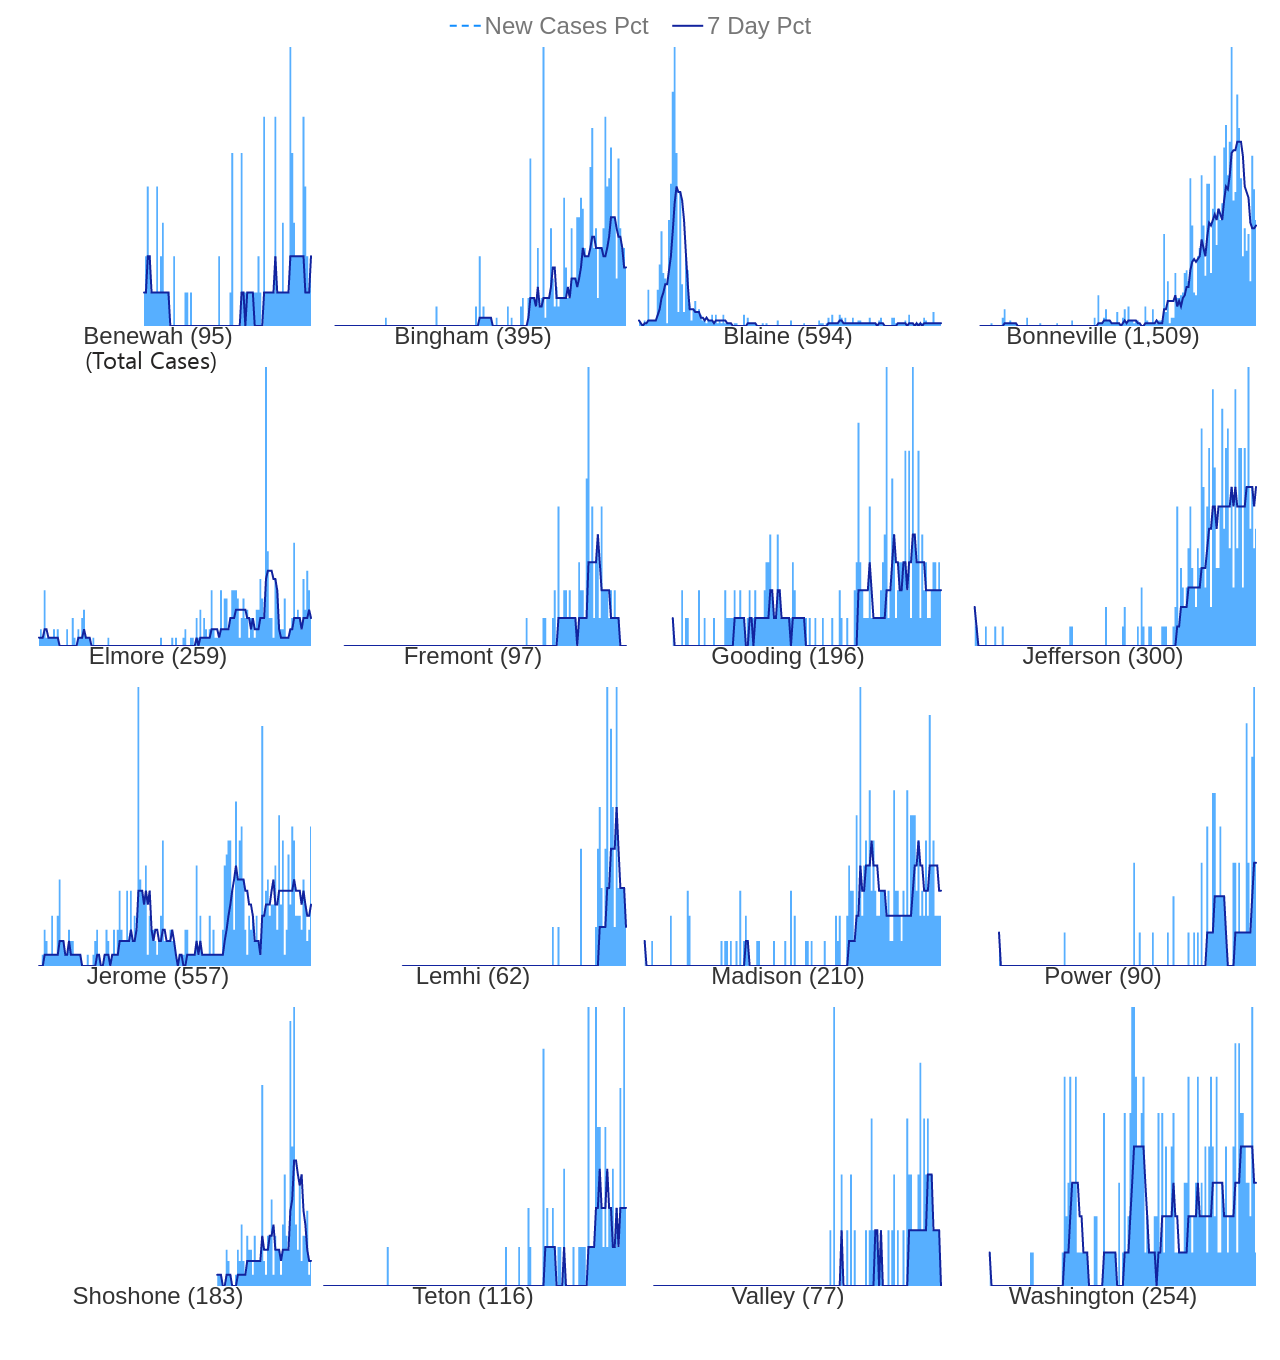 New Cases Pct 7 Day Pct
Benewah (95) Bingham (395) Blaine (594) Bonneville (1,509)
(Total Cases)
Elmore (259) Fremont (97) Gooding (196) Jefferson (300)
Jerome (557) Lemhi (62) Madison (210) Power (90)
Shoshone (183) Teton (116) Valley (77) Washington (254)